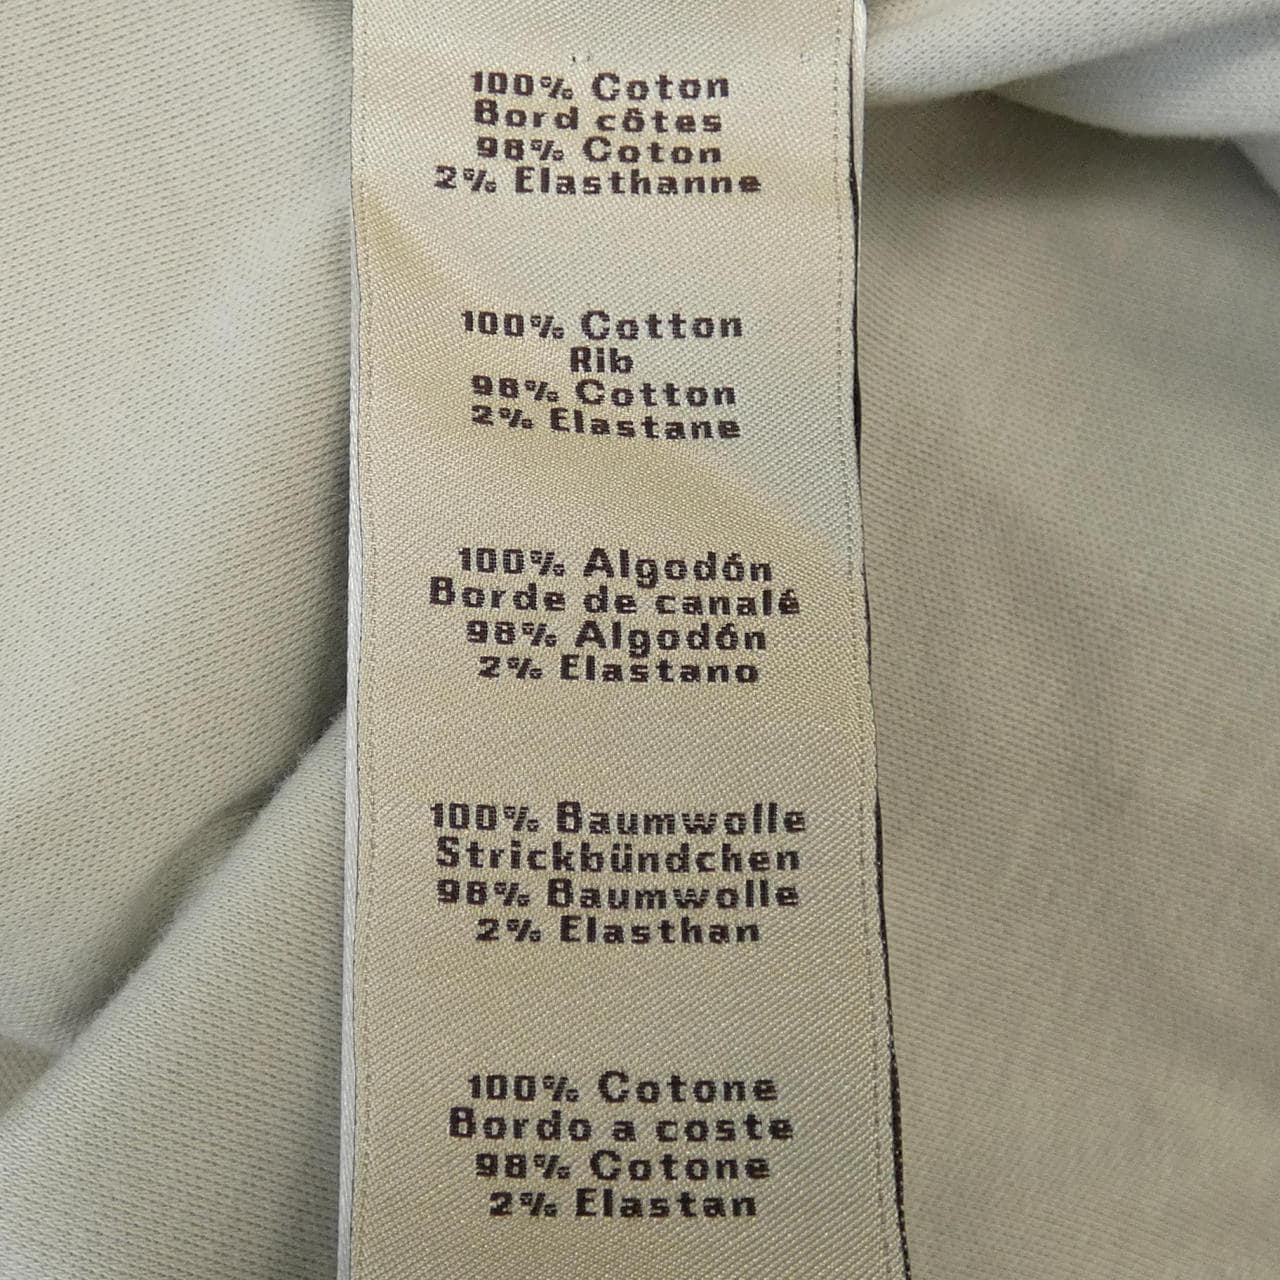 100% Coton
Bord côtes
98% Coton
2% Elasthanne
100% Cotton
Rib
98% Cotton
2% Elastane
100% Algodón
Borde de canalé
98% Algodón
2% Elastano
100% Baumwolle
Strickbündchen
98% Baumwolle
2% Elasthan
100% Cotone
Bordo a coste
98% Cotone
2% Elastan